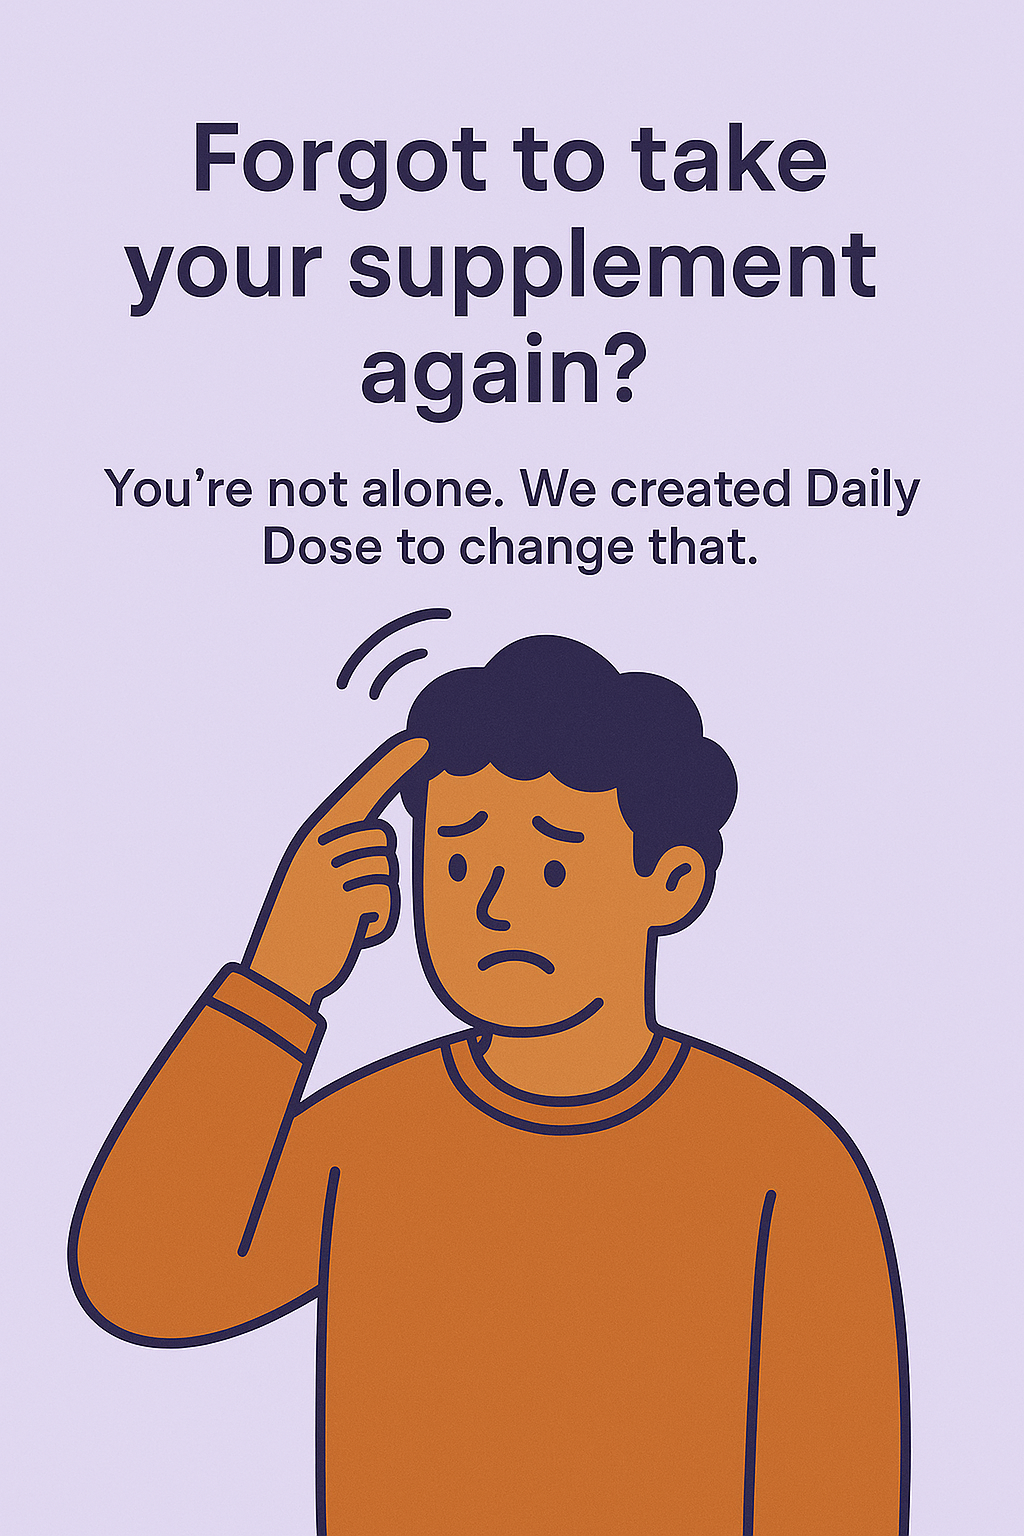 Forgot to take
your supplement
again?
You’re not alone. We created Daily
Dose to change that.